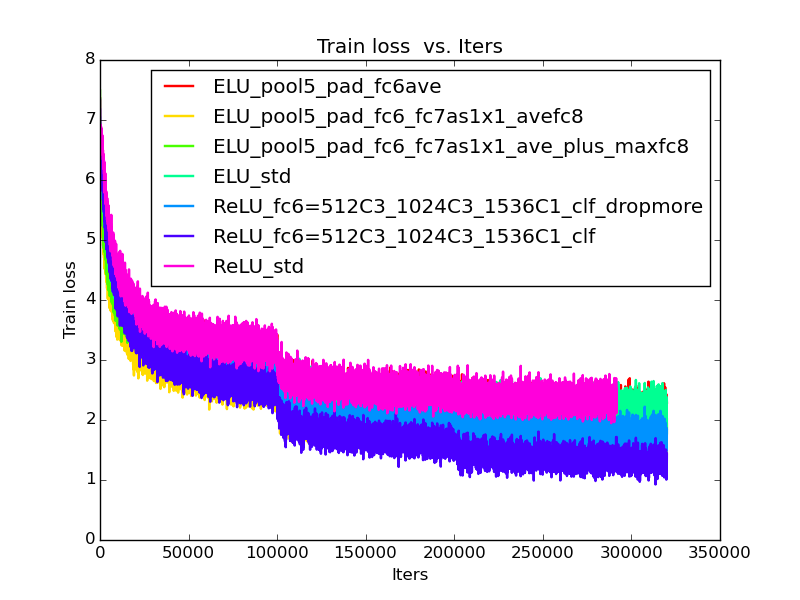 Train loss  vs. Iters
8
7
6
5
4
3
2
1
0
Train loss
ELU_pool5_pad_fc6ave
ELU_pool5_pad_fc6_fc7as1x1_avefc8
ELU_pool5_pad_fc6_fc7as1x1_ave_plus_maxfc8
ELU_std
ReLU_fc6=512C3_1024C3_1536C1_clf_dropmore
ReLU_fc6=512C3_1024C3_1536C1_clf
ReLU_std
0 50000 100000 150000 200000 250000 300000 350000
Iters